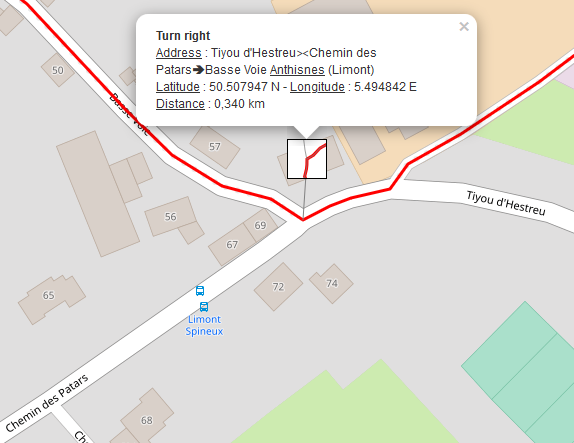 Turn right
×
Address : Tiyou d'Hestreu><Chemin des
Patars➔Basse Voie Anthisnes (Limont)
Latitude : 50.507947 N - Longitude : 5.494842 E
Distance : 0,340 km
50
Basse Voie
57
56
69
67
Tiyou d'Hestreu
65
72
74
Limont
Spineux
Chemin des Patars
68
Ch